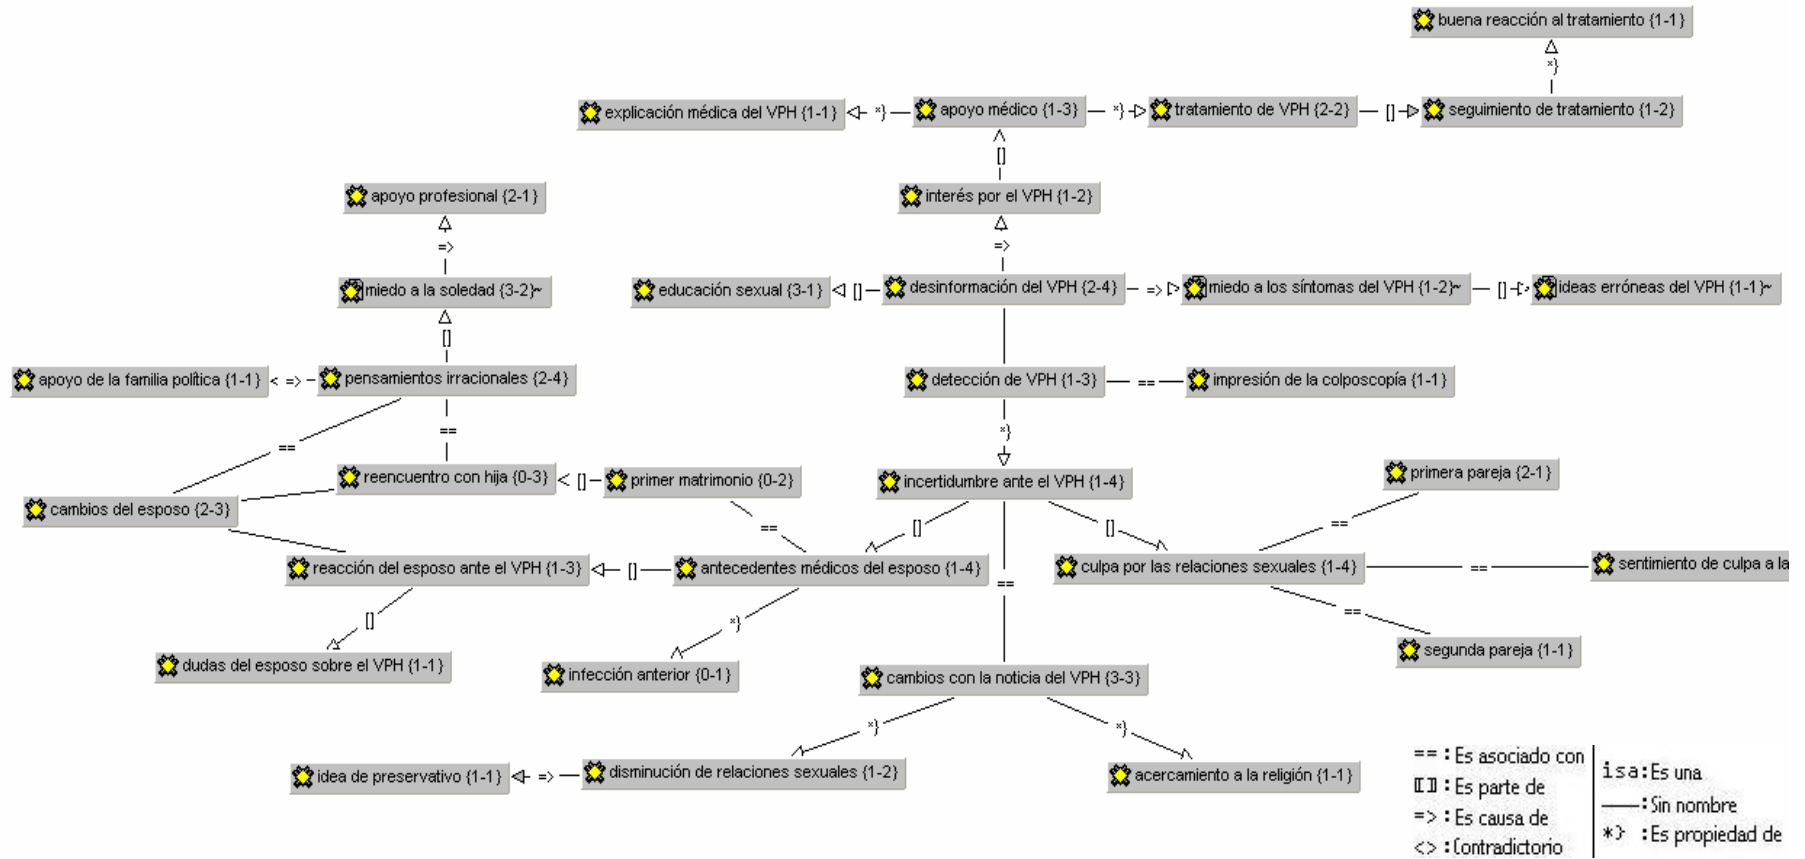 buena reacción al tratamiento {1-1}
*}
explicación médica del VPH {1-1}
*}
apoyo médico {1-3}
*}
tratamiento de VPH {2-2}
[]
seguimiento de tratamiento {1-2}
[]
apoyo profesional {2-1}
interés por el VPH {1-2}
=>
=>
miedo a la soledad {3-2}~
educación sexual {3-1}
[]
desinformación del VPH {2-4}
=>
miedo a los síntomas del VPH {1-2}~
[]
ideas erróneas del VPH {1-1}~
[]
apoyo de la familia política {1-1}
=>
pensamientos irracionales {2-4}
detección de VPH {1-3}
==
impresión de la colposcopía {1-1}
==
==
*}
reencuentro con hija {0-3}
[]
primer matrimonio {0-2}
incertidumbre ante el VPH {1-4}
primera pareja {2-1}
cambios del esposo {2-3}
==
[]
[]
==
reacción del esposo ante el VPH {1-3}
[]
antecedentes médicos del esposo {1-4}
==
culpa por las relaciones sexuales {1-4}
==
sentimiento de culpa a la
[]
*}
==
dudas del esposo sobre el VPH {1-1}
infección anterior {0-1}
cambios con la noticia del VPH {3-3}
segunda pareja {1-1}
*}
*}
idea de preservativo {1-1}
=>
disminución de relaciones sexuales {1-2}
acercamiento a la religión {1-1}
== : Es asociado con
[] : Es parte de
=> : Es causa de
<> : Contradictorio
isa: Es una
—— : Sin nombre
*} : Es propiedad de